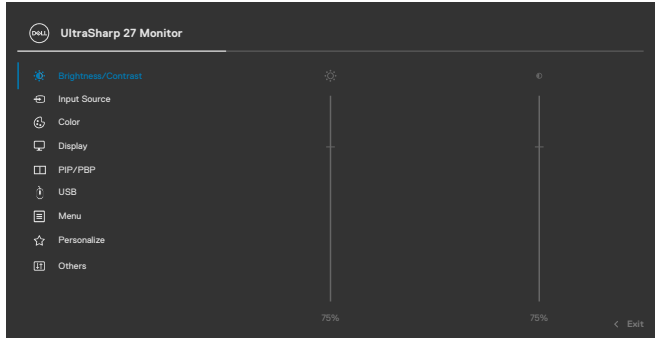 DELL UltraSharp 27 Monitor
Brightness/Contrast
Input Source
Color
Display
PIP/PBP
USB
Menu
Personalize
Others
75% 75%
Exit